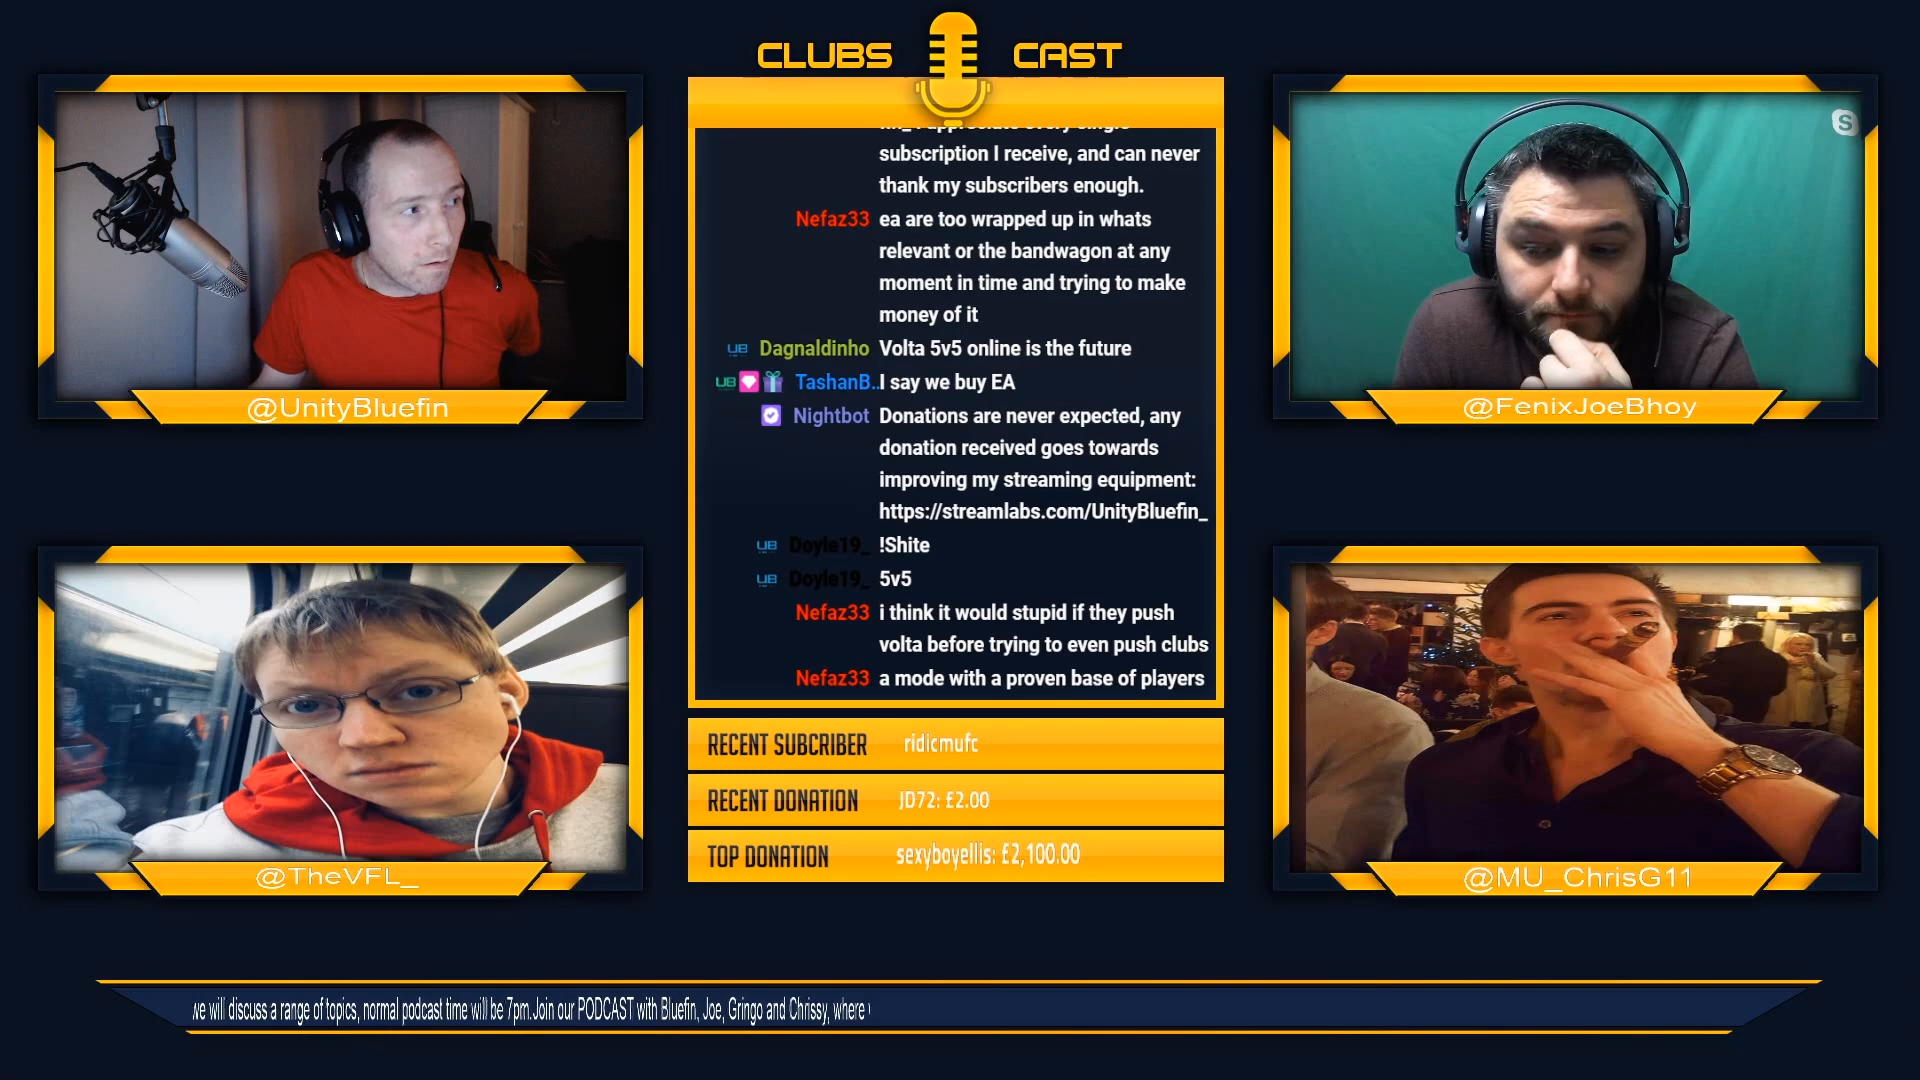 CLUBS CAST
subscription I receive, and can never
thank my subscribers enough.
Nefaz33 ea are too wrapped up in whats
relevant or the bandwagon at any
moment in time and trying to make
money of it
UB Dagnaldinho Volta 5v5 online is the future
UB TashanB.. I say we buy EA
Nightbot Donations are never expected, any
donation received goes towards
improving my streaming equipment:
https://streamlabs.com/UnityBluefin_
UB Doyle19_ !Shite
UB Doyle19_ 5v5
Nefaz33 i think it would stupid if they push
volta before trying to even push clubs
Nefaz33 a mode with a proven base of players
RECENT SUBCRIBER ridicmufc
RECENT DONATION JD72: £2.00
TOP DONATION sexyboyellis: £2,100.00
@UnityBluefin
S
@FenixJoeBhoy
@TheVFL_
@MU_ChrisG11
we will discuss a range of topics, normal podcast time will be 7pm.Join our PODCAST with Bluefin, Joe, Gringo and Chrissy, where